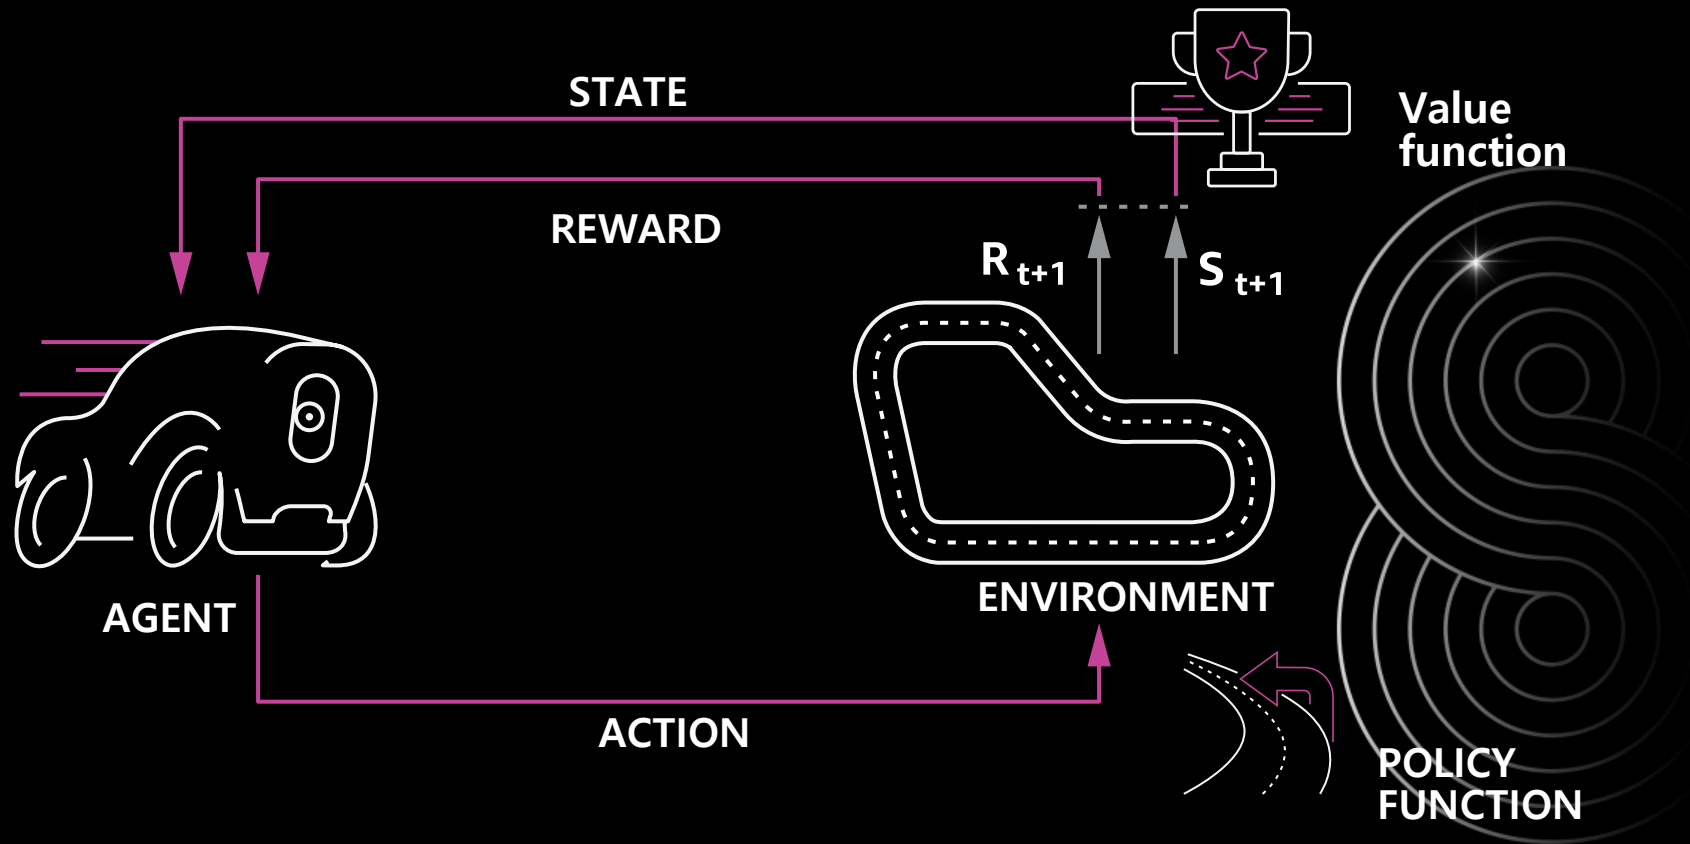 STATE
Value
function
REWARD
R t+1
S t+1
AGENT
ENVIRONMENT
ACTION
POLICY
FUNCTION